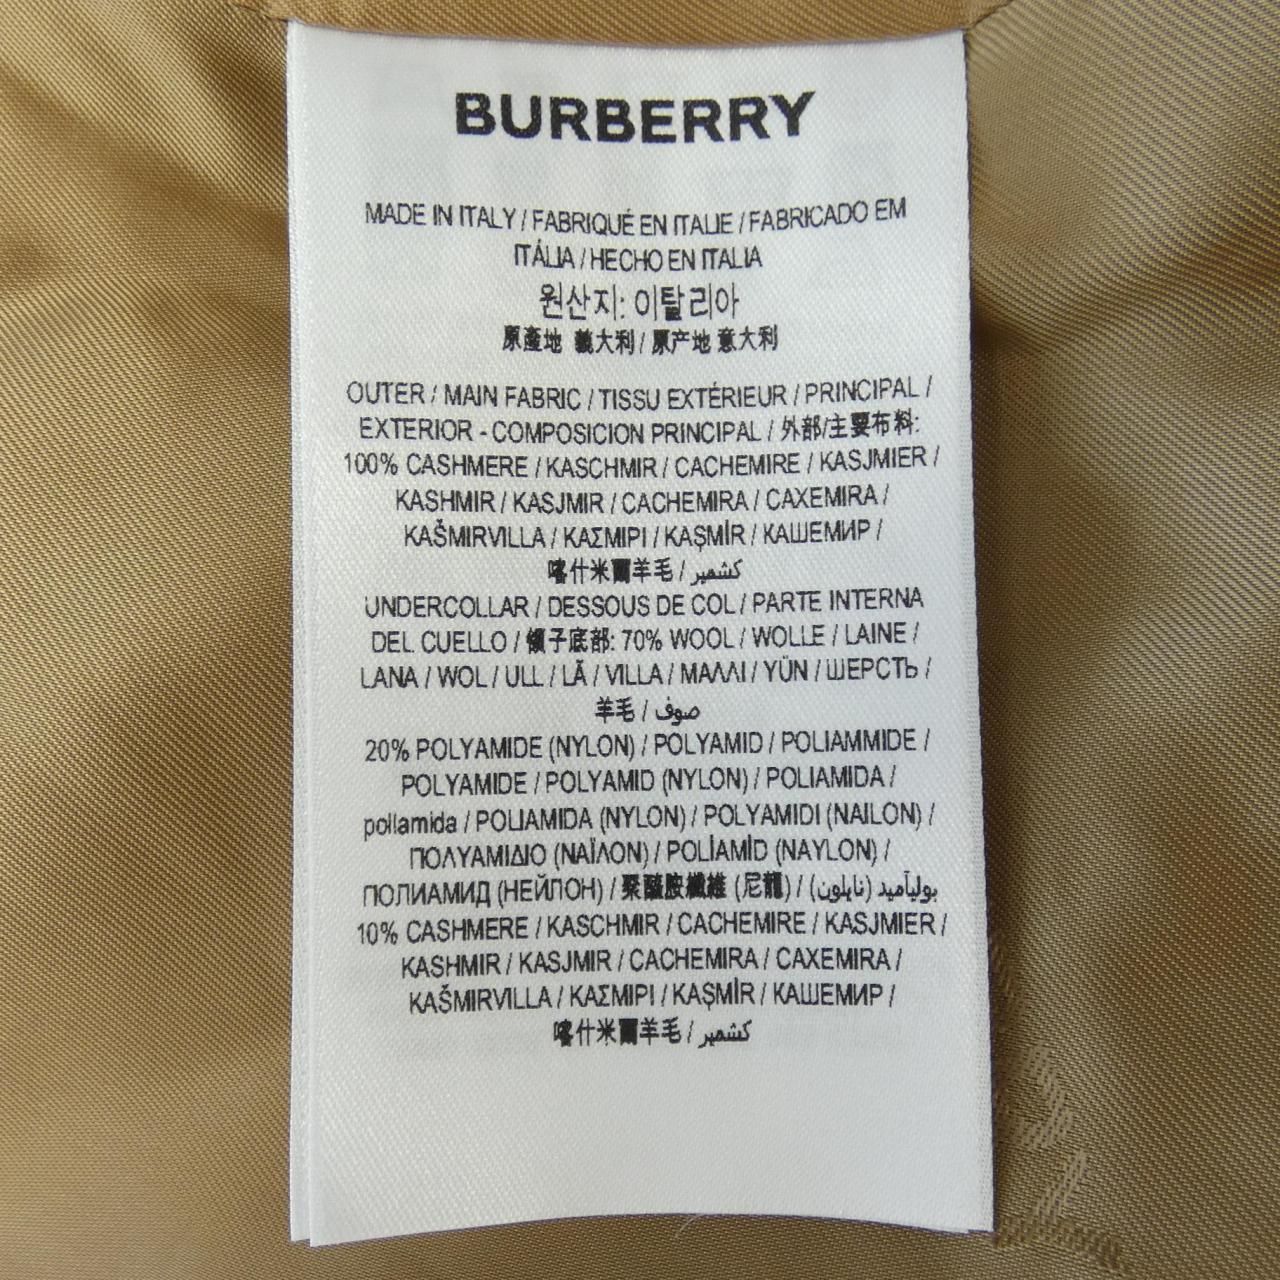 BURBERRY
MADE IN ITALY / FABRIQUÉ EN ITALIE / FABRICADO EM
ITÁLIA / HECHO EN ITALIA
원산지: 이탈리아
原產地 義大利 / 原产地 意大利
OUTER / MAIN FABRIC / TISSU EXTÉRIEUR / PRINCIPAL /
EXTERIOR - COMPOSICION PRINCIPAL / 外部/主要布料:
100% CASHMERE / KASCHMIR / CACHEMIRE / KASJMIER /
KASHMIR / KASJMIR / CACHEMIRA / CAXEMIRA /
KAŠMIRVILLA / ΚΑΣΜΙΡΙ / KAŞMİR / КАШЕМИР /
喀什米爾羊毛 / كشمير
UNDERCOLLAR / DESSOUS DE COL / PARTE INTERNA
DEL CUELLO / 領子底部: 70% WOOL / WOLLE / LAINE /
LANA / WOL / ULL / LÃ / VILLA / ΜΑΛΛΙ / YÜN / ШЕРСТЬ /
羊毛 / صوف
20% POLYAMIDE (NYLON) / POLYAMID / POLIAMMIDE /
POLYAMIDE / POLYAMID (NYLON) / POLIAMIDA /
poliamida / POLIAMIDA (NYLON) / POLYAMIDI (NAILON) /
ΠΟΛΥΑΜΙΔΙΟ (ΝΑΪΛΟΝ) / POLİAMİD (NAYLON) /
ПОЛИАМИД (НЕЙЛОН) / 聚醯胺纖維 (尼龍) / بوليآميد (نايلون)
10% CASHMERE / KASCHMIR / CACHEMIRE / KASJMIER /
KASHMIR / KASJMIR / CACHEMIRA / CAXEMIRA /
KAŠMIRVILLA / ΚΑΣΜΙΡΙ / KAŞMİR / КАШЕМИР /
喀什米爾羊毛 / كشمير